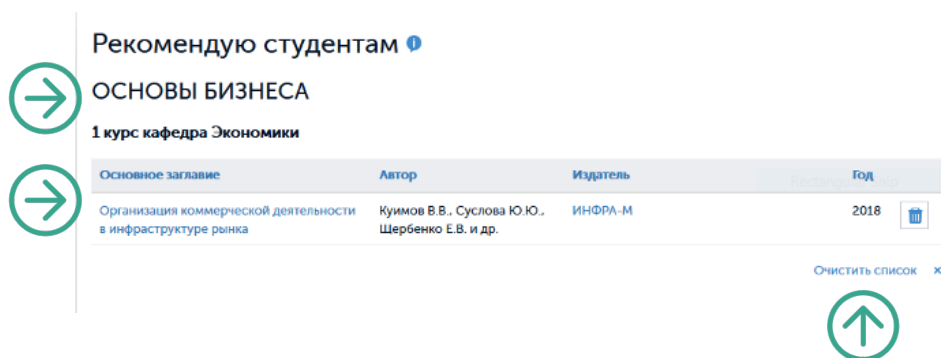 Рекомендую студентам
ОСНОВЫ БИЗНЕСА
1 курс кафедра Экономики
Основное заглавие Автор Издатель Год
Организация коммерческой деятельности Куимов В.В., Суслова Ю.Ю., ИНФРА-М 2018
в инфраструктуре рынка Щербенко Е.В. и др.
Очистить список ×